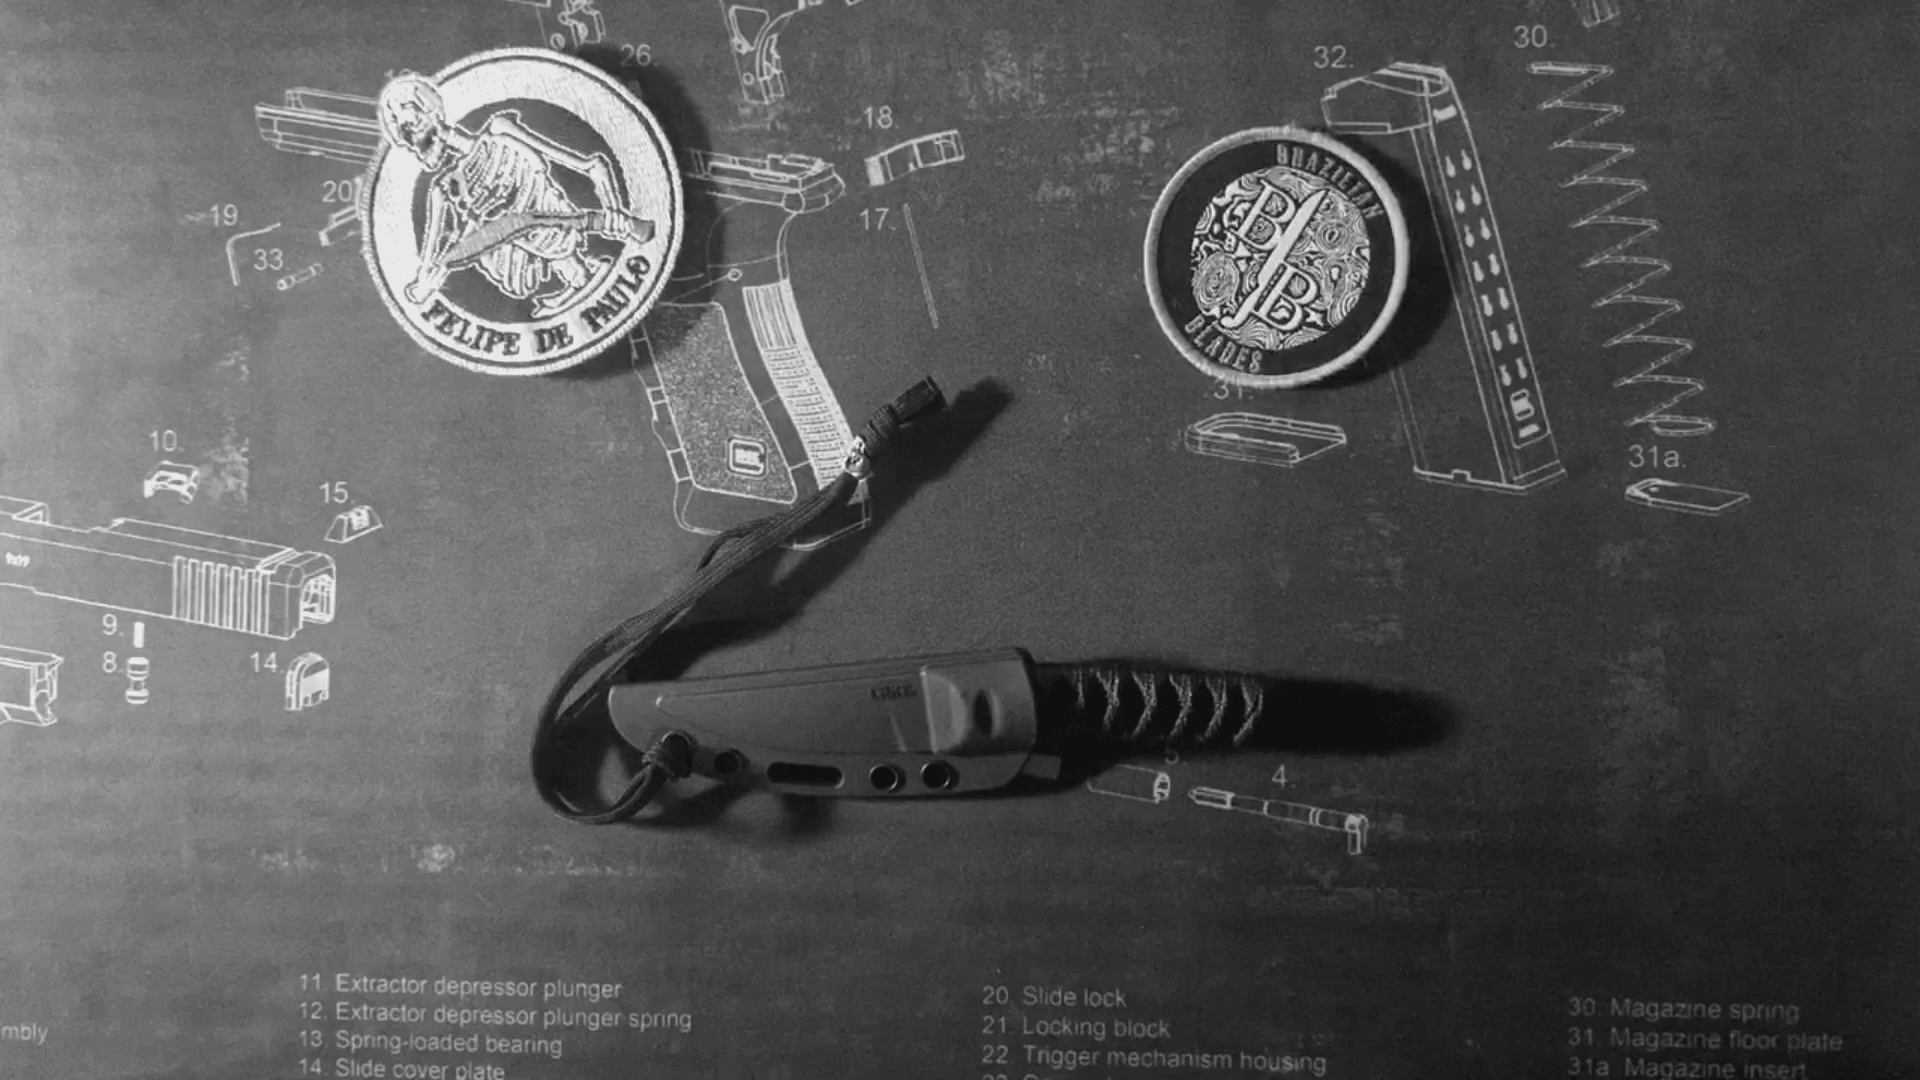 26.
32.
30.
18.
20
19.
33
17.
FELIPE DE PAULO
BRAZILIAN
BB
BLADES
31.
10.
15.
31a.
9x19
9.
8.
14.
5.
4.
11. Extractor depressor plunger
12. Extractor depressor plunger spring
13. Spring-loaded bearing
14. Slide cover plate
mbly
20. Slide lock
21. Locking block
22. Trigger mechanism housing
30. Magazine spring
31. Magazine floor plate
31a. Magazine insert